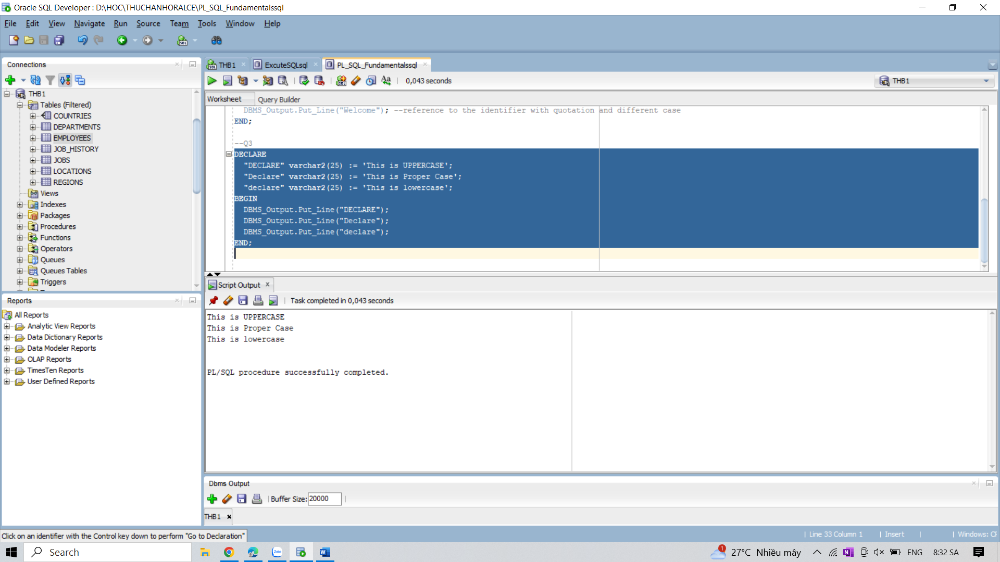 Oracle SQL Developer : D:\HOC\THUCHANHORALCE\PL_SQL_Fundamentalssql
File Edit View Navigate Run Source Team Tools Window Help
Connections
THB1
Tables (Filtered)
COUNTRIES
DEPARTMENTS
EMPLOYEES
JOB_HISTORY
JOBS
LOCATIONS
REGIONS
Views
Indexes
Packages
Procedures
Functions
Operators
Queues
Queues Tables
Triggers
Reports
All Reports
Analytic View Reports
Data Dictionary Reports
Data Modeler Reports
OLAP Reports
TimesTen Reports
User Defined Reports
THB1 ExcuteSQLsql PL_SQL_Fundamentalssql
0,043 seconds
THB1
Worksheet Query Builder
DBMS_Output.Put_Line("Welcome"); --reference to the identifier with quotation and different case
END;
--Q3
DECLARE
"DECLARE" varchar2(25) := 'This is UPPERCASE';
"Declare" varchar2(25) := 'This is Proper Case';
"declare" varchar2(25) := 'This is lowercase';
BEGIN
DBMS_Output.Put_Line("DECLARE");
DBMS_Output.Put_Line("Declare");
DBMS_Output.Put_Line("declare");
END;
Script Output
Task completed in 0,043 seconds
This is UPPERCASE
This is Proper Case
This is lowercase
PL/SQL procedure successfully completed.
Dbms Output
Buffer Size: 20000
THB1
Click on an identifier with the Control key down to perform "Go to Declaration"
Line 33 Column 1 Insert Windows:
Search
Zalo
1
27°C Nhiều mây
ENG
8:32 SA